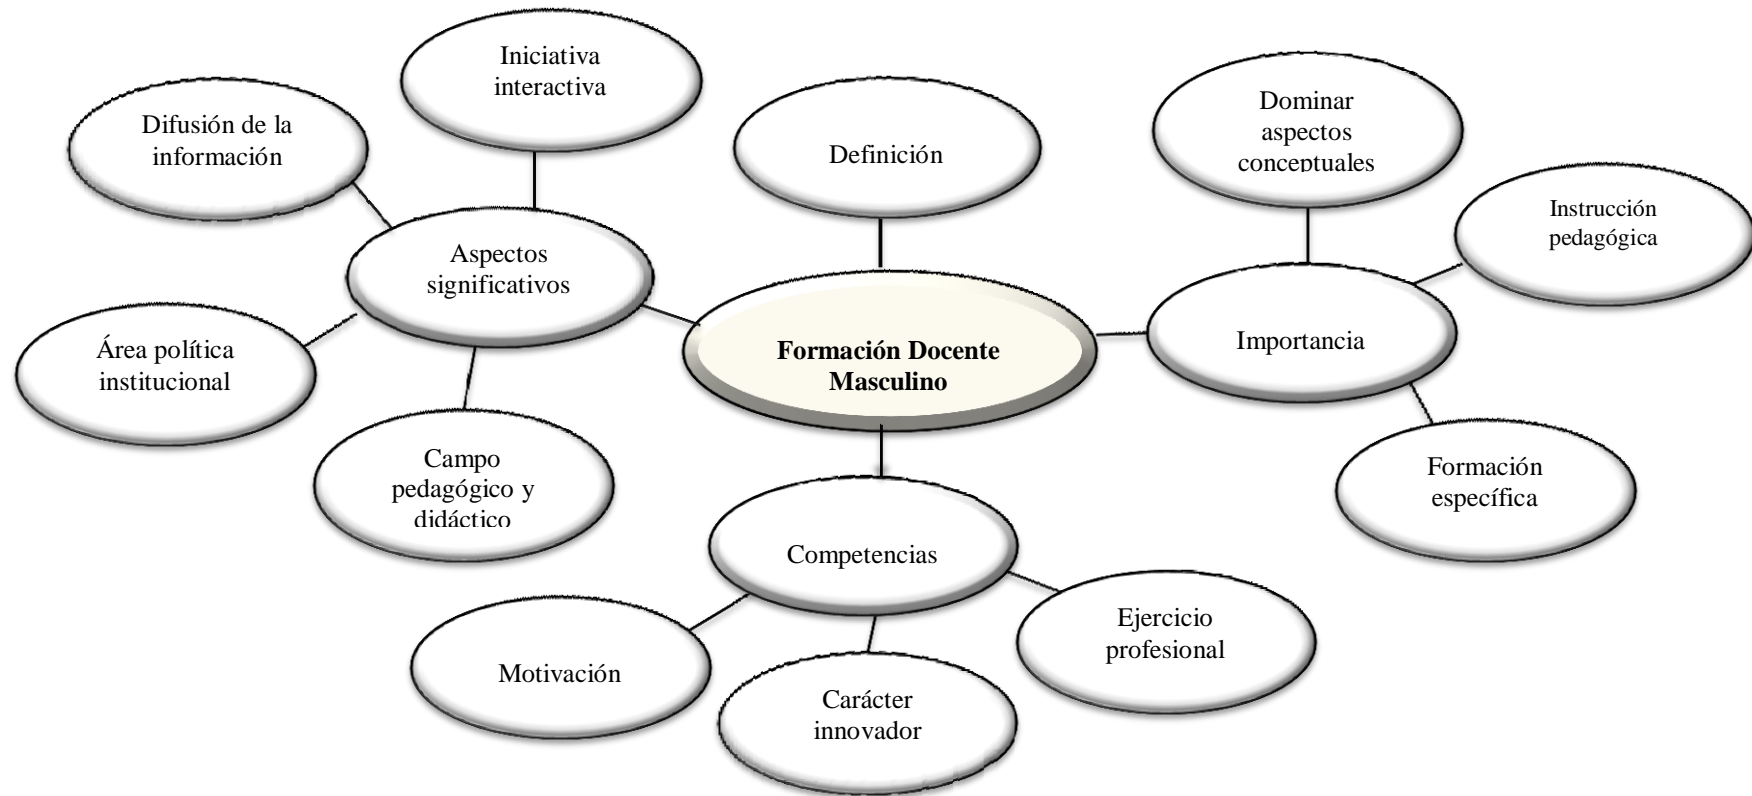 Iniciativa
interactiva
Difusión de la
información
Definición
Dominar
aspectos
conceptuales
Instrucción
pedagógica
Aspectos
significativos
Importancia
Área política
institucional
Formación Docente
Masculino
Campo
pedagógico y
didáctico
Formación
específica
Competencias
Motivación
Carácter
innovador
Ejercicio
profesional